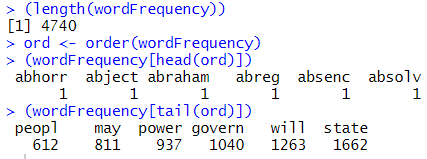 > (length(wordFrequency))
[1] 4740
> ord <- order(wordFrequency)
> (wordFrequency[head(ord)])
abhorr abject abraham abreg absenc absolv
1 1 1 1 1 1
> (wordFrequency[tail(ord)])
peopl may power govern will state
612 811 937 1040 1263 1662